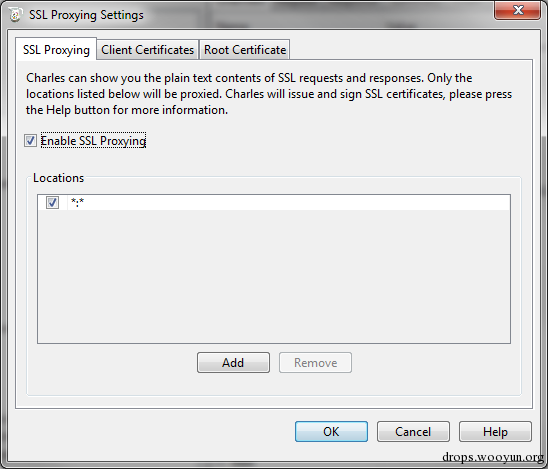 SSL Proxying Settings
SSL Proxying Client Certificates Root Certificate
Charles can show you the plain text contents of SSL requests and responses. Only the
locations listed below will be proxied. Charles will issue and sign SSL certificates, please press
the Help button for more information.
Enable SSL Proxying
Locations
*:*
Add Remove
OK Cancel Help
drops.wooyun.org